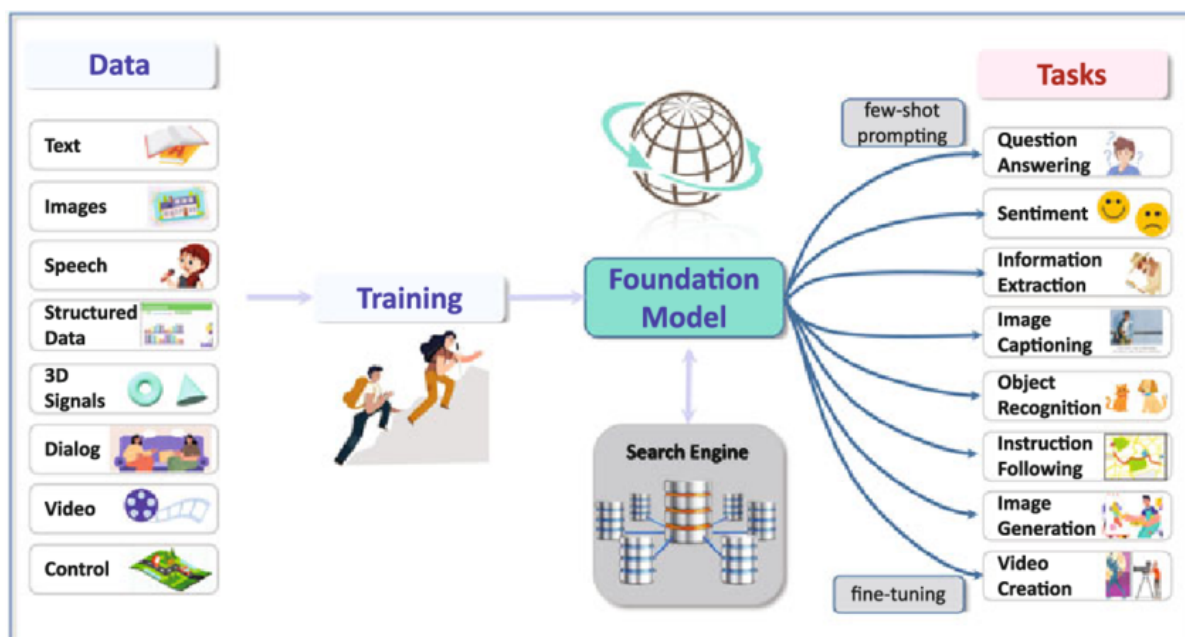 Data
Text
Images
Speech
Structured
Data
3D
Signals
Dialog
Video
Control
Training
Foundation
Model
Search Engine
few-shot
prompting
fine-tuning
Tasks
Question
Answering
Sentiment
Information
Extraction
Image
Captioning
Object
Recognition
Instruction
Following
Image
Generation
Video
Creation